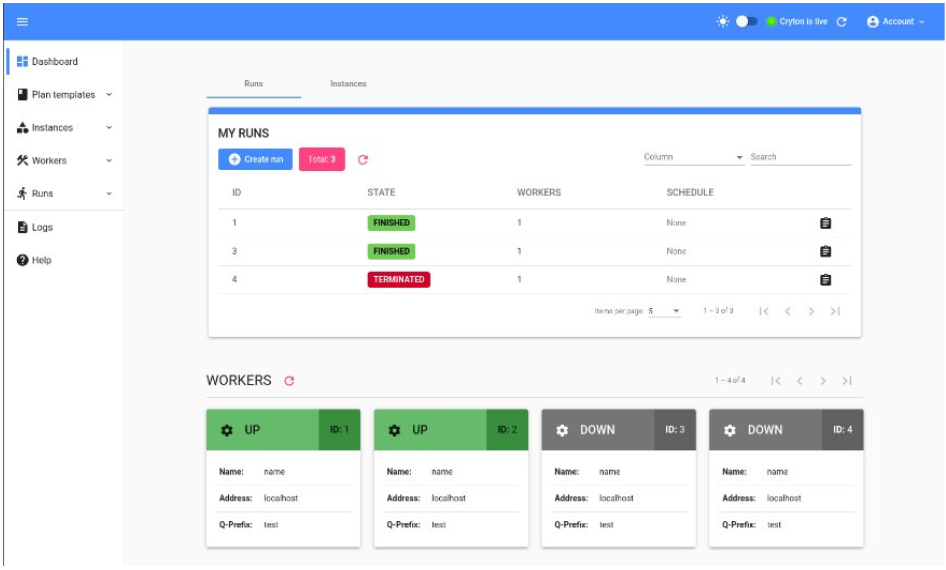 Cryton is live Account
Dashboard
Plan templates
Instances
Workers
Runs
Logs
Help
Runs Instances
MY RUNS
Create run Total: 3 Column Search
ID STATE WORKERS SCHEDULE
1 FINISHED 1 None
3 FINISHED 1 None
4 TERMINATED 1 None
Items per page: 5 1 – 3 of 3
WORKERS 1 – 4 of 4
UP ID: 1 UP ID: 2 DOWN ID: 3 DOWN ID: 4
Name: name Name: name Name: name Name: name
Address: localhost Address: localhost Address: localhost Address: localhost
Q-Prefix: test Q-Prefix: test Q-Prefix: test Q-Prefix: test